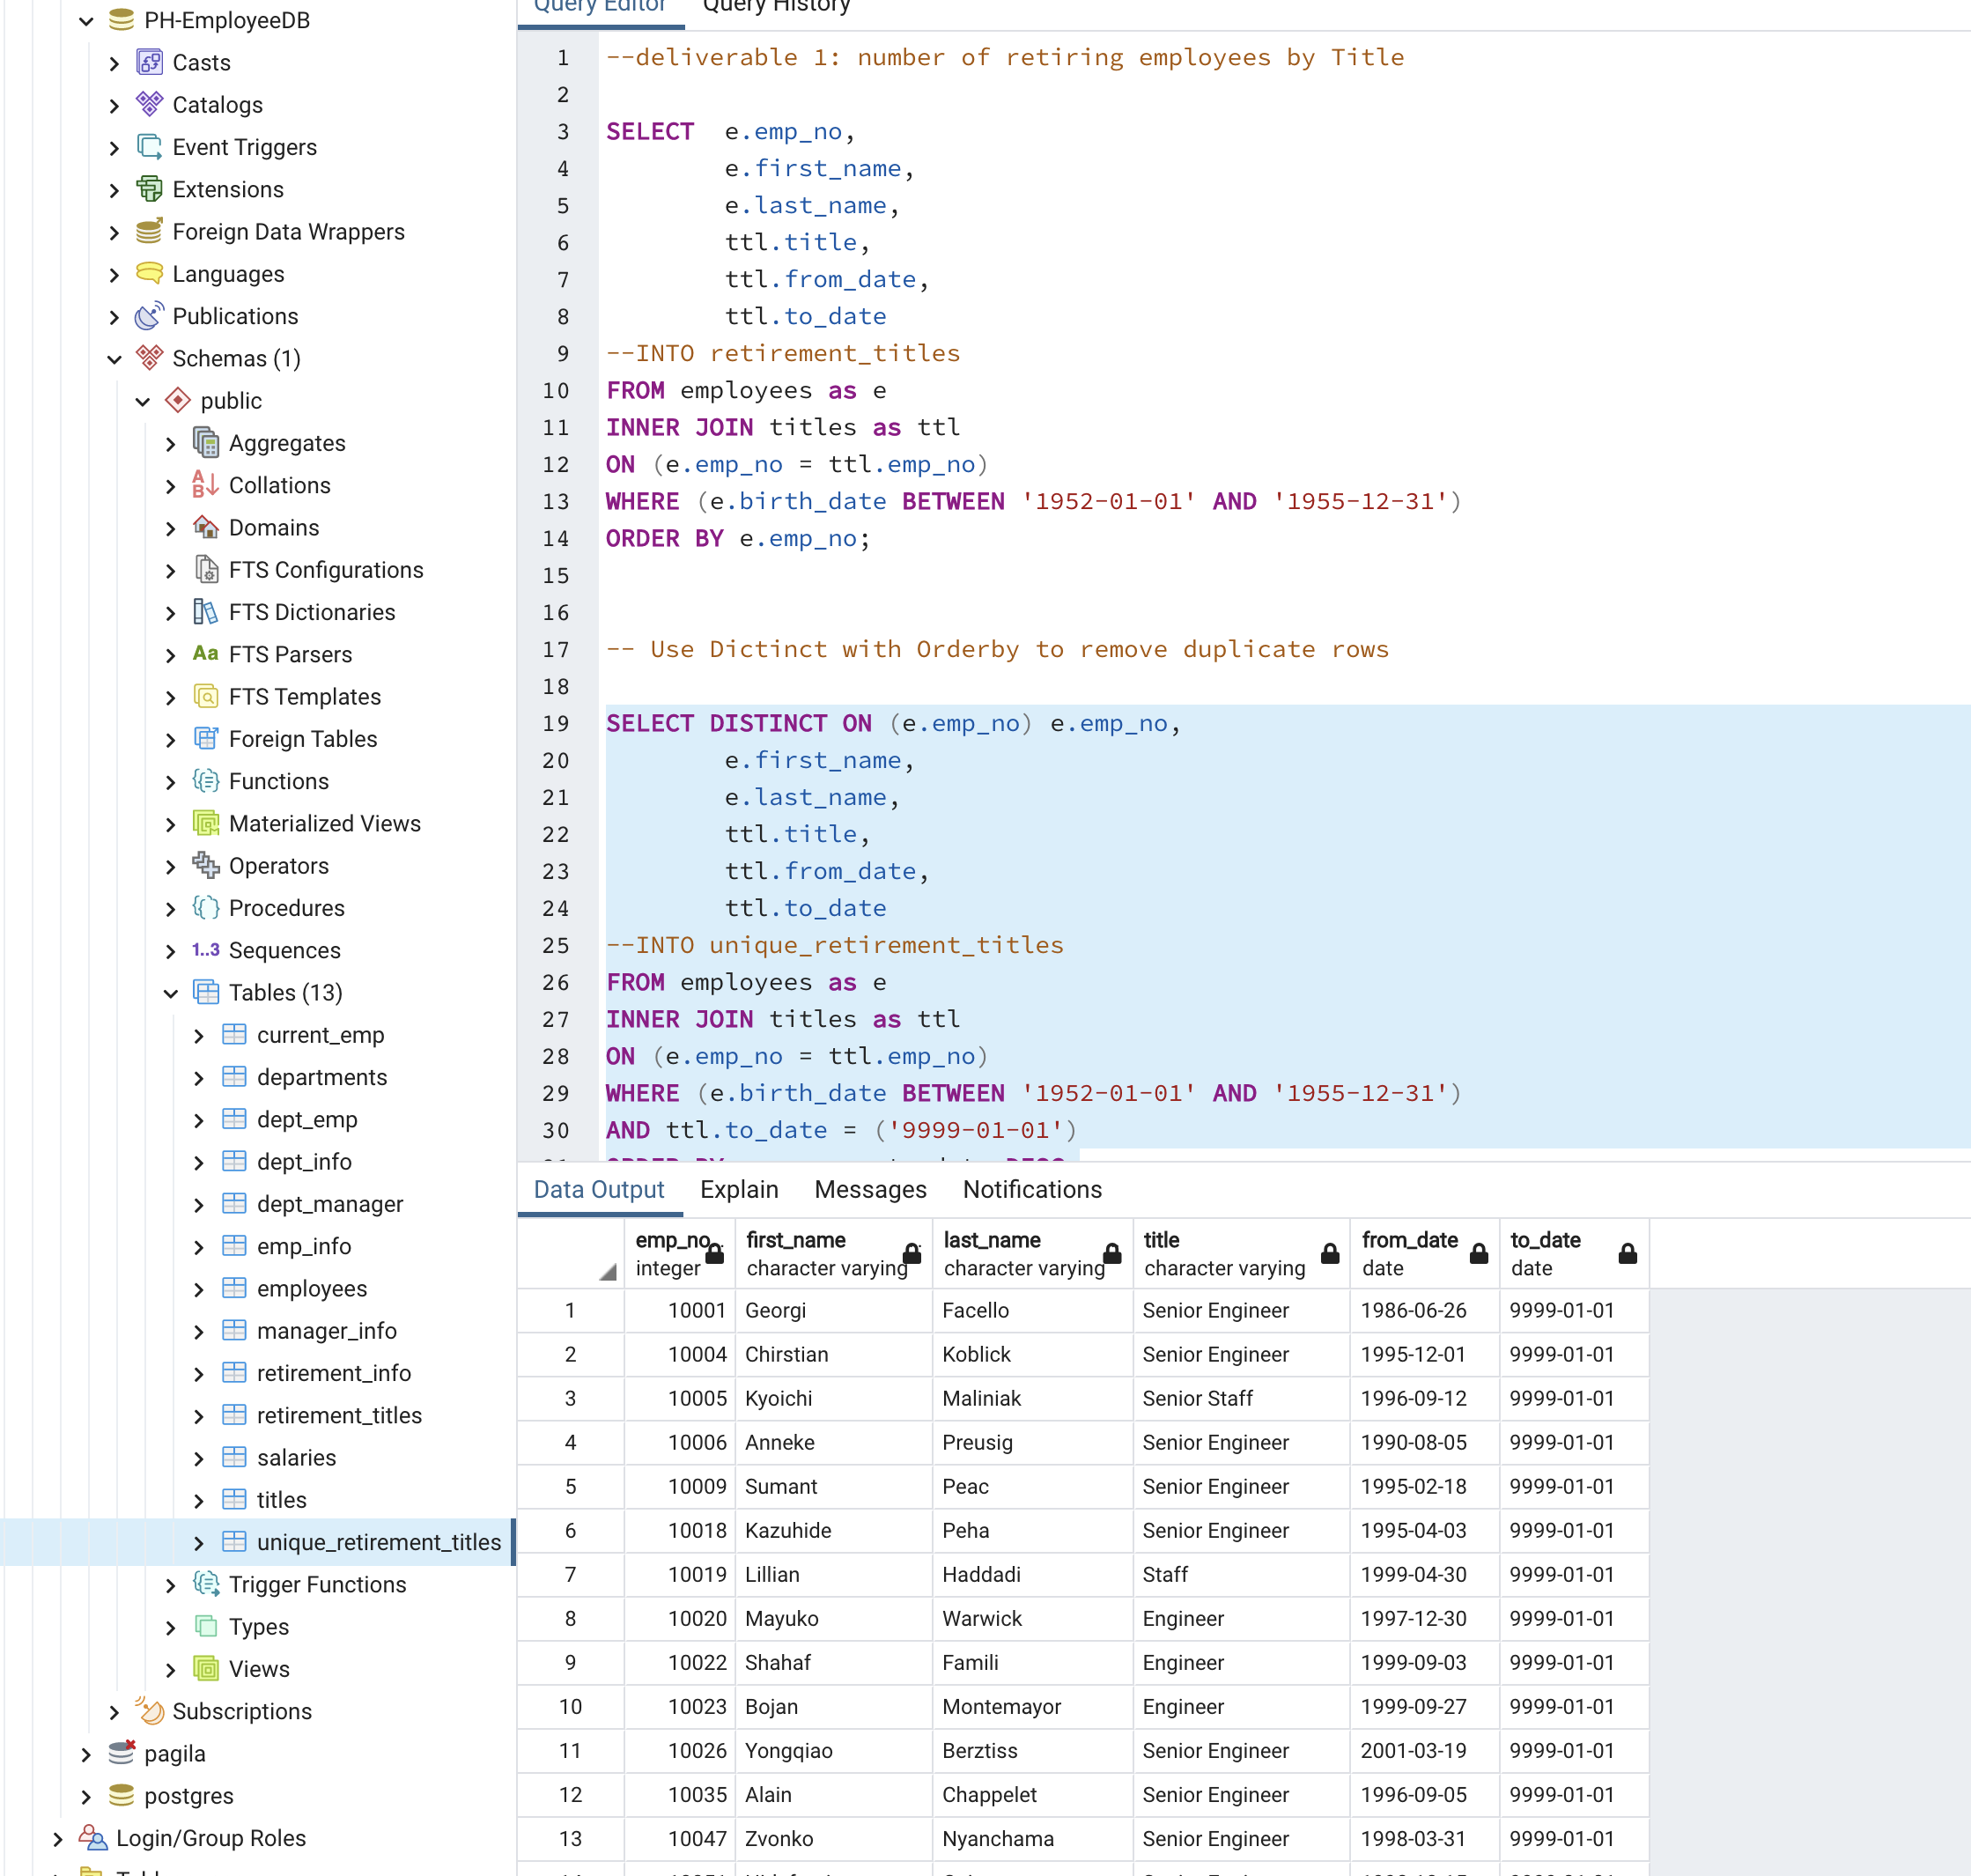 PH-EmployeeDB
Casts
Catalogs
Event Triggers
Extensions
Foreign Data Wrappers
Languages
Publications
Schemas (1)
public
Aggregates
Collations
Domains
FTS Configurations
FTS Dictionaries
Aa FTS Parsers
FTS Templates
Foreign Tables
Functions
Materialized Views
Operators
Procedures
1..3 Sequences
Tables (13)
current_emp
departments
dept_emp
dept_info
dept_manager
emp_info
employees
manager_info
retirement_info
retirement_titles
salaries
titles
unique_retirement_titles
Trigger Functions
Types
Views
Subscriptions
pagila
postgres
Login/Group Roles
Query Editor Query History
1 --deliverable 1: number of retiring employees by Title
2
3 SELECT e.emp_no,
4 e.first_name,
5 e.last_name,
6 ttl.title,
7 ttl.from_date,
8 ttl.to_date
9 --INTO retirement_titles
10 FROM employees as e
11 INNER JOIN titles as ttl
12 ON (e.emp_no = ttl.emp_no)
13 WHERE (e.birth_date BETWEEN '1952-01-01' AND '1955-12-31')
14 ORDER BY e.emp_no;
15
16
17 -- Use Dictinct with Orderby to remove duplicate rows
18
19 SELECT DISTINCT ON (e.emp_no) e.emp_no,
20 e.first_name,
21 e.last_name,
22 ttl.title,
23 ttl.from_date,
24 ttl.to_date
25 --INTO unique_retirement_titles
26 FROM employees as e
27 INNER JOIN titles as ttl
28 ON (e.emp_no = ttl.emp_no)
29 WHERE (e.birth_date BETWEEN '1952-01-01' AND '1955-12-31')
30 AND ttl.to_date = ('9999-01-01')
Data Output Explain Messages Notifications
emp_no first_name last_name title from_date to_date
integer character varying character varying character varying date date
1 10001 Georgi Facello Senior Engineer 1986-06-26 9999-01-01
2 10004 Chirstian Koblick Senior Engineer 1995-12-01 9999-01-01
3 10005 Kyoichi Maliniak Senior Staff 1996-09-12 9999-01-01
4 10006 Anneke Preusig Senior Engineer 1990-08-05 9999-01-01
5 10009 Sumant Peac Senior Engineer 1995-02-18 9999-01-01
6 10018 Kazuhide Peha Senior Engineer 1995-04-03 9999-01-01
7 10019 Lillian Haddadi Staff 1999-04-30 9999-01-01
8 10020 Mayuko Warwick Engineer 1997-12-30 9999-01-01
9 10022 Shahaf Famili Engineer 1999-09-03 9999-01-01
10 10023 Bojan Montemayor Engineer 1999-09-27 9999-01-01
11 10026 Yongqiao Berztiss Senior Engineer 2001-03-19 9999-01-01
12 10035 Alain Chappelet Senior Engineer 1996-09-05 9999-01-01
13 10047 Zvonko Nyanchama Senior Engineer 1998-03-31 9999-01-01